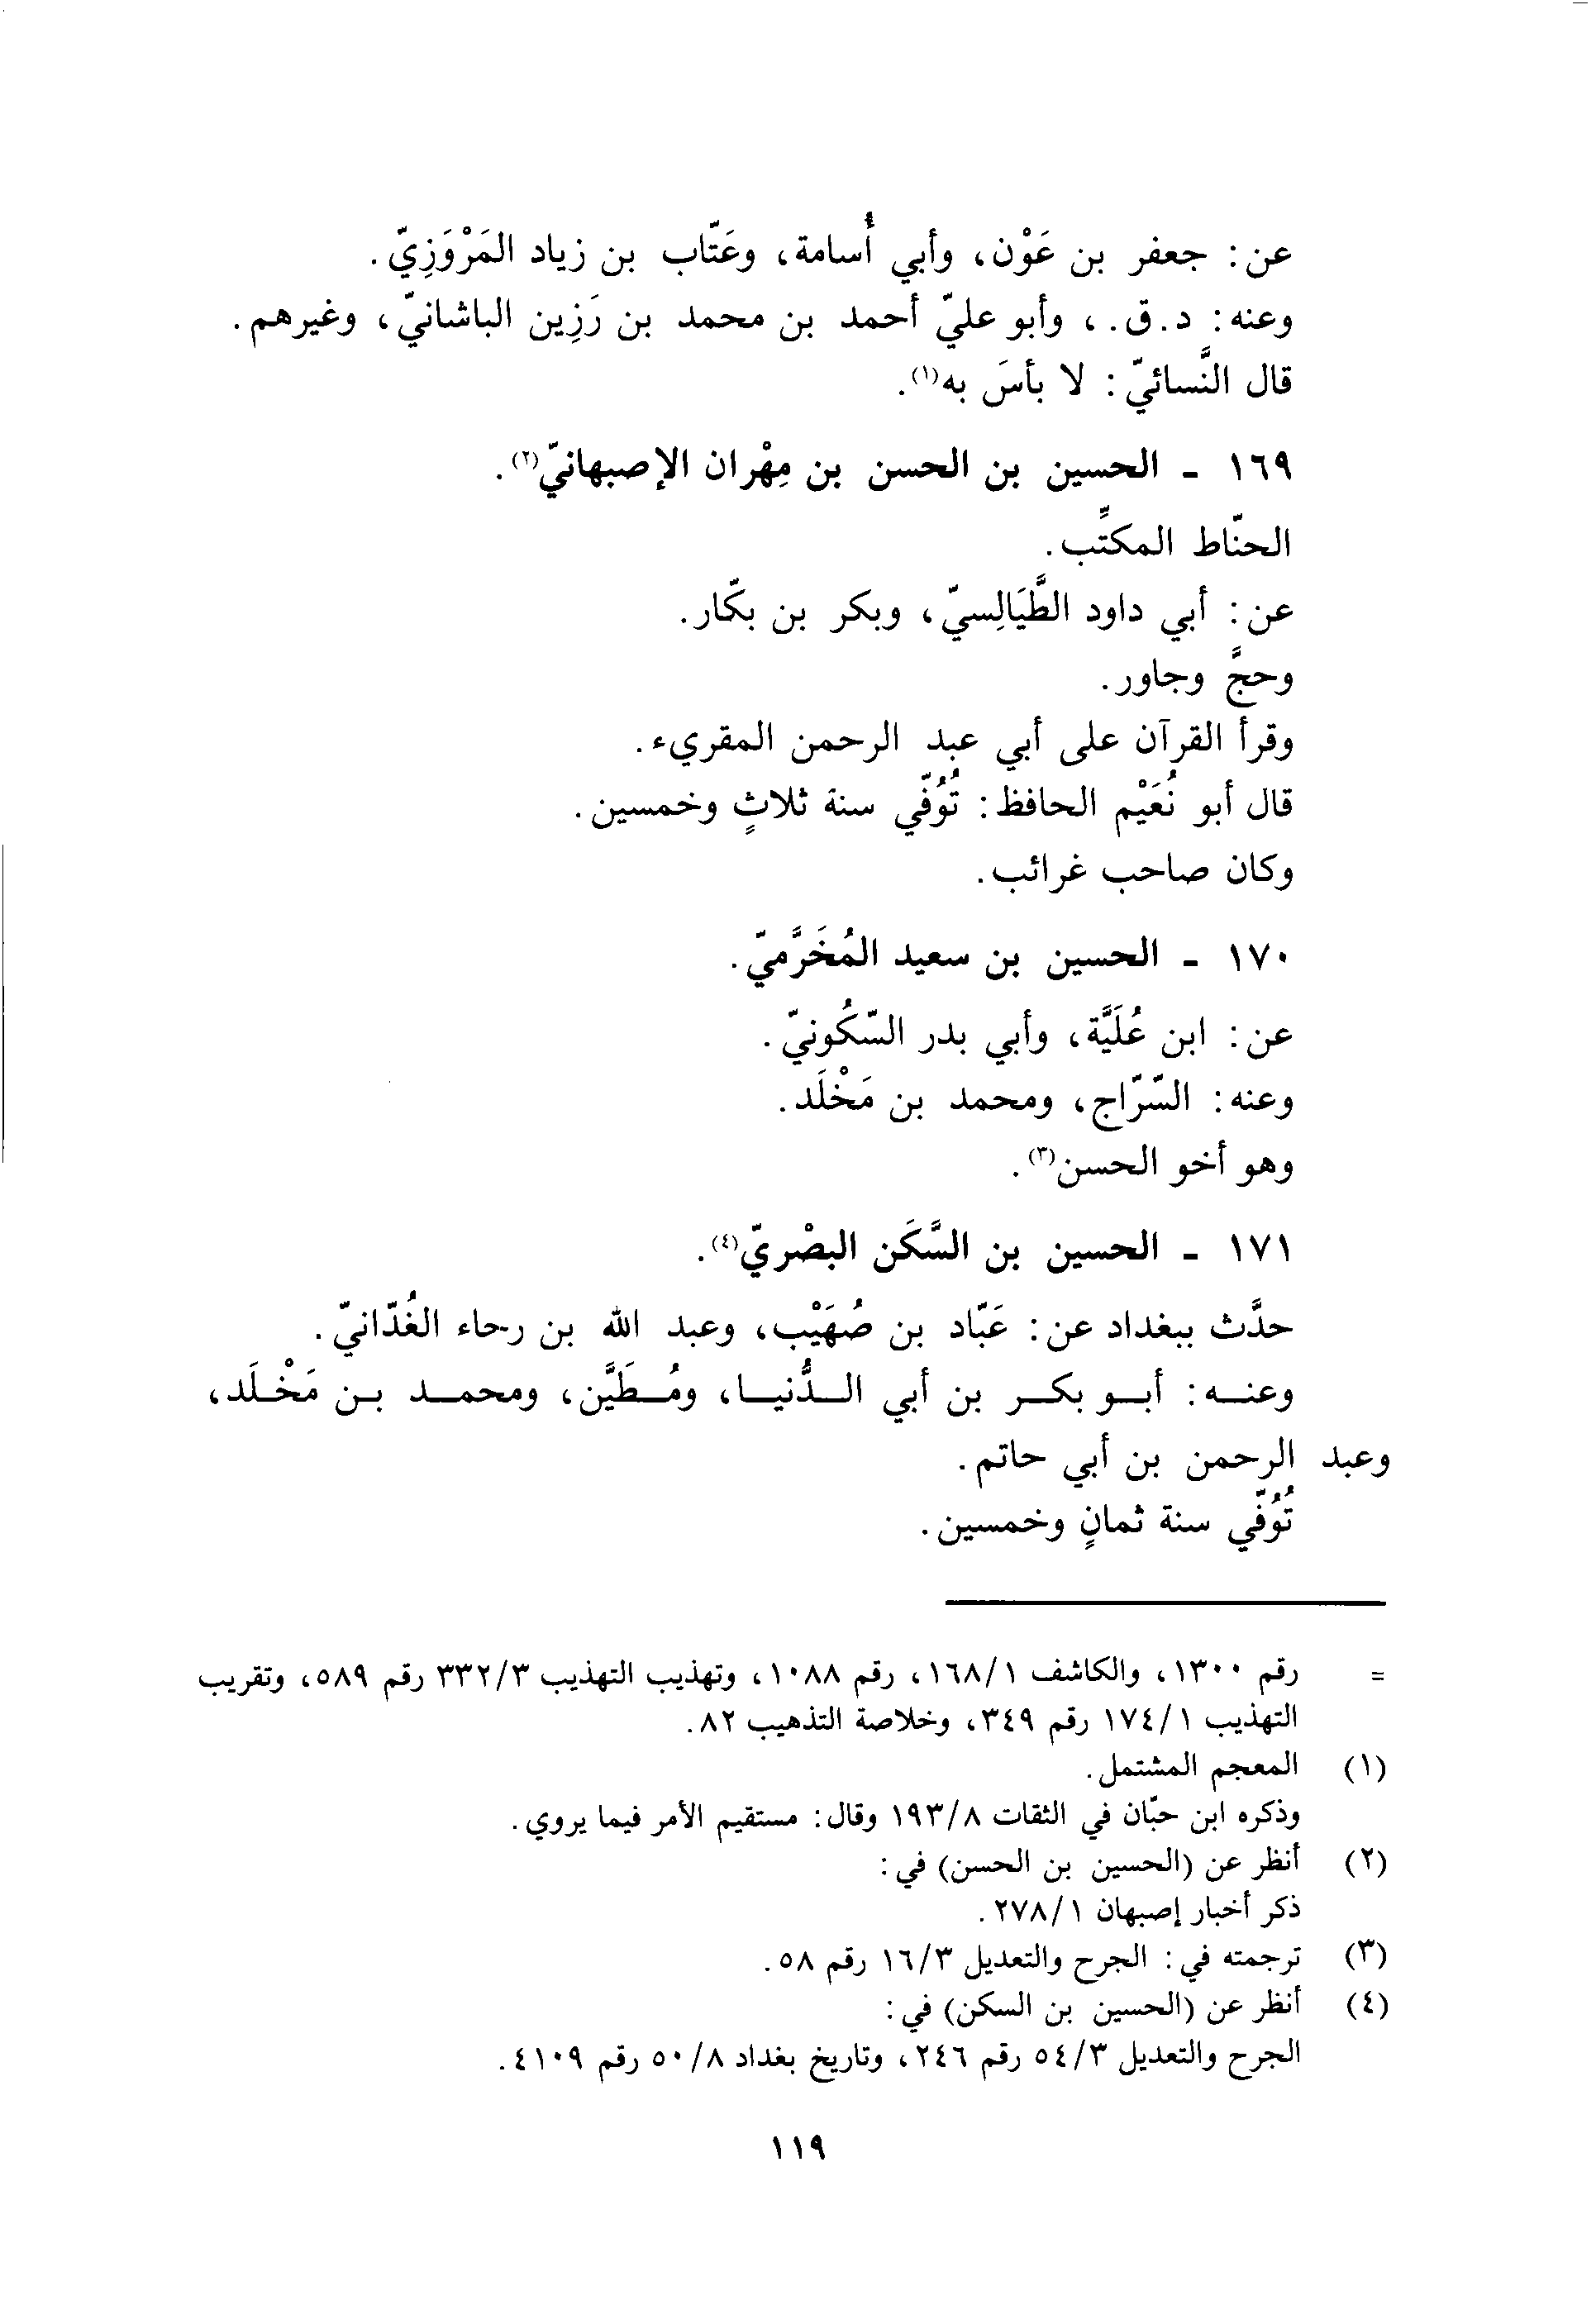 عن: جعفر بن عَوْن، وأبي أُسامة، وعَتّاب بن زياد المَرْوَزِيّ.
وعنه: د.ق.، وأبو عليّ أحمد بن محمد بن رَزِين الباشانيّ، وغيرهم.
قال النَّسائيّ: لا بأسَ به(١).
١٦٩ ـ الحسين بن الحسن بن مِهْران الإصبهانيّ(٢).
الحنّاط المكتِّب.
عن: أبي داود الطَّيَالِسيّ، وبكر بن بكّار.
وحجَّ وجاور.
وقرأ القرآن على أبي عبد الرحمن المقريء.
قال أبو نُعَيْم الحافظ: تُوُفّي سنة ثلاثٍ وخمسين.
وكان صاحب غرائب.
١٧٠ ـ الحسين بن سعيد المُخَرَّميّ.
عن: ابن عُلَيَّة، وأبي بدر السّكُونيّ.
وعنه: السّرّاج، ومحمد بن مَخْلَد.
وهو أخو الحسن(٣).
١٧١ ـ الحسين بن السَّكَن البصْريّ(٤).
حدَّث ببغداد عن: عَبّاد بن صُهَيْب، وعبد الله بن رجاء الغُدّانيّ.
وعنه: أبو بكر بن أبي الدُّنيا، ومُطَيَّن، ومحمد بن مَخْلَد،
وعبد الرحمن بن أبي حاتم.
تُوُفّي سنة ثمانٍ وخمسين.
= رقم ١٣٠٠، والكاشف ١/١٦٨، رقم ١٠٨٨، وتهذيب التهذيب ٣/٣٣٢ رقم ٥٨٩، وتقريب
التهذيب ١/١٧٤ رقم ٣٤٩، وخلاصة التذهيب ٨٢.
(١) المعجم المشتمل.
وذكره ابن حبّان في الثقات ٨/١٩٣ وقال: مستقيم الأمر فيما يروي.
(٢) أنظر عن (الحسين بن الحسن) في:
ذكر أخبار إصبهان ١/٢٧٨.
(٣) ترجمته في: الجرح والتعديل ٣/١٦ رقم ٥٨.
(٤) أنظر عن (الحسين بن السكن) في:
الجرح والتعديل ٣/٥٤ رقم ٢٤٦، وتاريخ بغداد ٨/٥٠ رقم ٤١٠٩.
١١٩